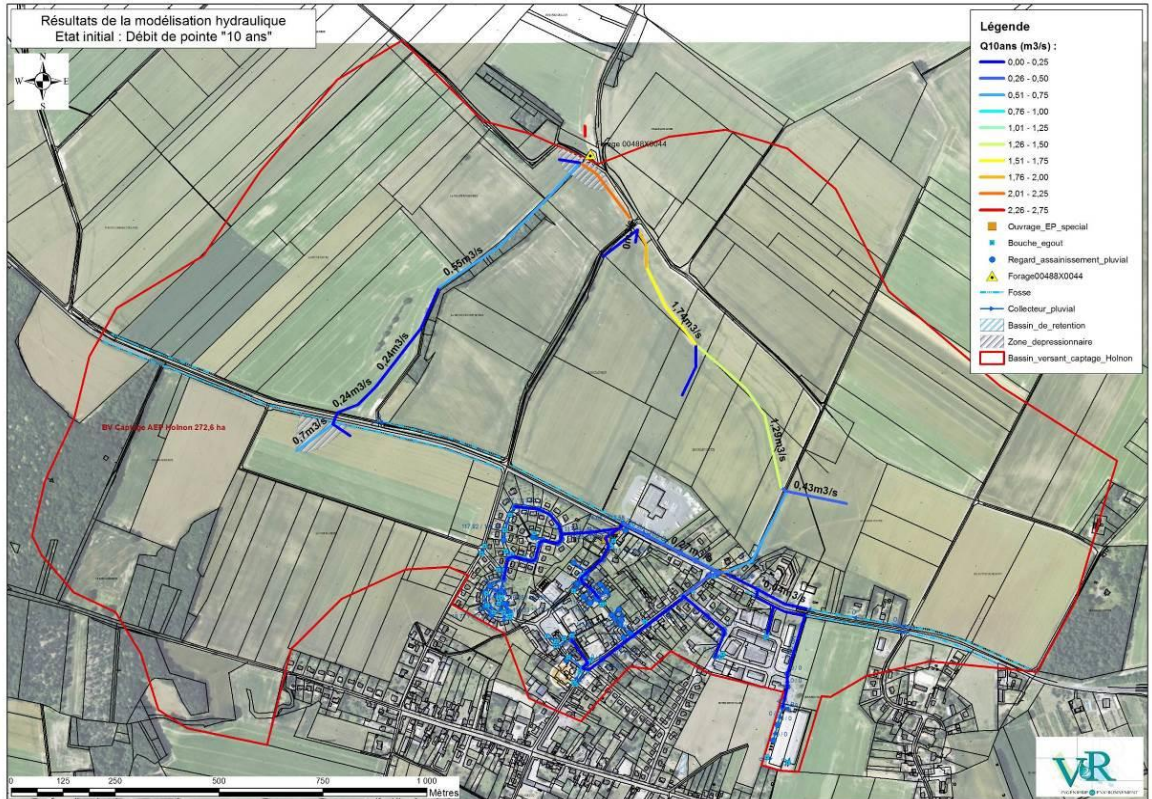 Résultats de la modélisation hydraulique
Etat initial : Débit de pointe "10 ans"
N
W E
S
Légende
Q10ans (m3/s) :
0,00 - 0,25
0,26 - 0,50
0,51 - 0,75
0,76 - 1,00
1,01 - 1,25
1,26 - 1,50
1,51 - 1,75
1,76 - 2,00
2,01 - 2,25
2,26 - 2,75
Ouvrage_EP_special
Bouche_egout
Regard_assainissement_pluvial
Forage00488X0044
Fosse
Collecteur_pluvial
Bassin_de_retention
Zone_depressionnaire
Bassin_versant_captage_Holnon
Forage 00488X0044
0,55m3/s
1,74m3/s
0,24m3/s
0,24m3/s
0,7m3/s
1,29m3/s
0,43m3/s
BV Captage AEP Holnon 272,6 ha
0 125 250 500 750 1 000
Mètres
VR
INGENIERIE ENVIRONNEMENT